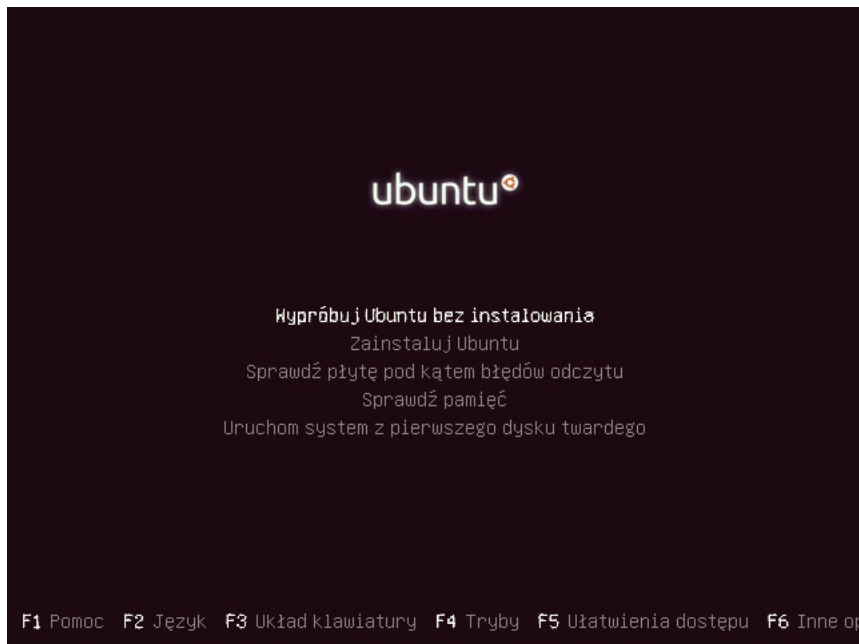 ubuntu
Wypróbuj Ubuntu bez instalowania
Zainstaluj Ubuntu
Sprawdź płytę pod kątem błędów odczytu
Sprawdź pamięć
Uruchom system z pierwszego dysku twardego
F1 Pomoc F2 Język F3 Układ klawiatury F4 Tryby F5 Ułatwienia dostępu F6 Inne